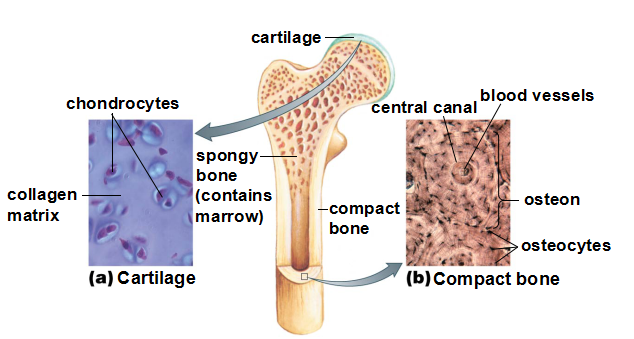 cartilage
chondrocytes
central canal
blood vessels
spongy
bone
(contains
marrow)
collagen
matrix
compact
bone
osteon
osteocytes
(a) Cartilage
(b) Compact bone